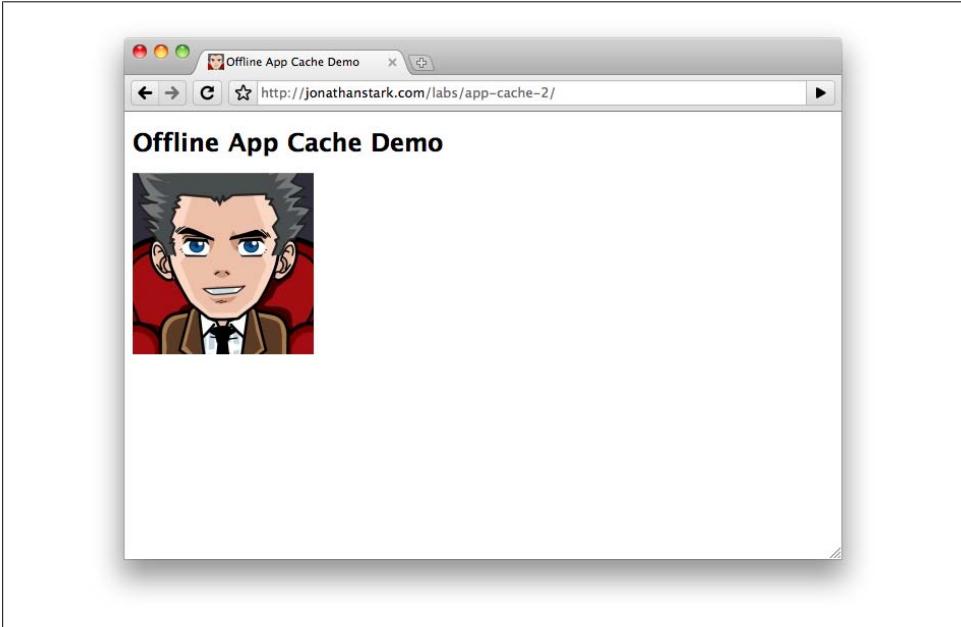 Offline App Cache Demo
http://jonathanstark.com/labs/app-cache-2/
Offline App Cache Demo